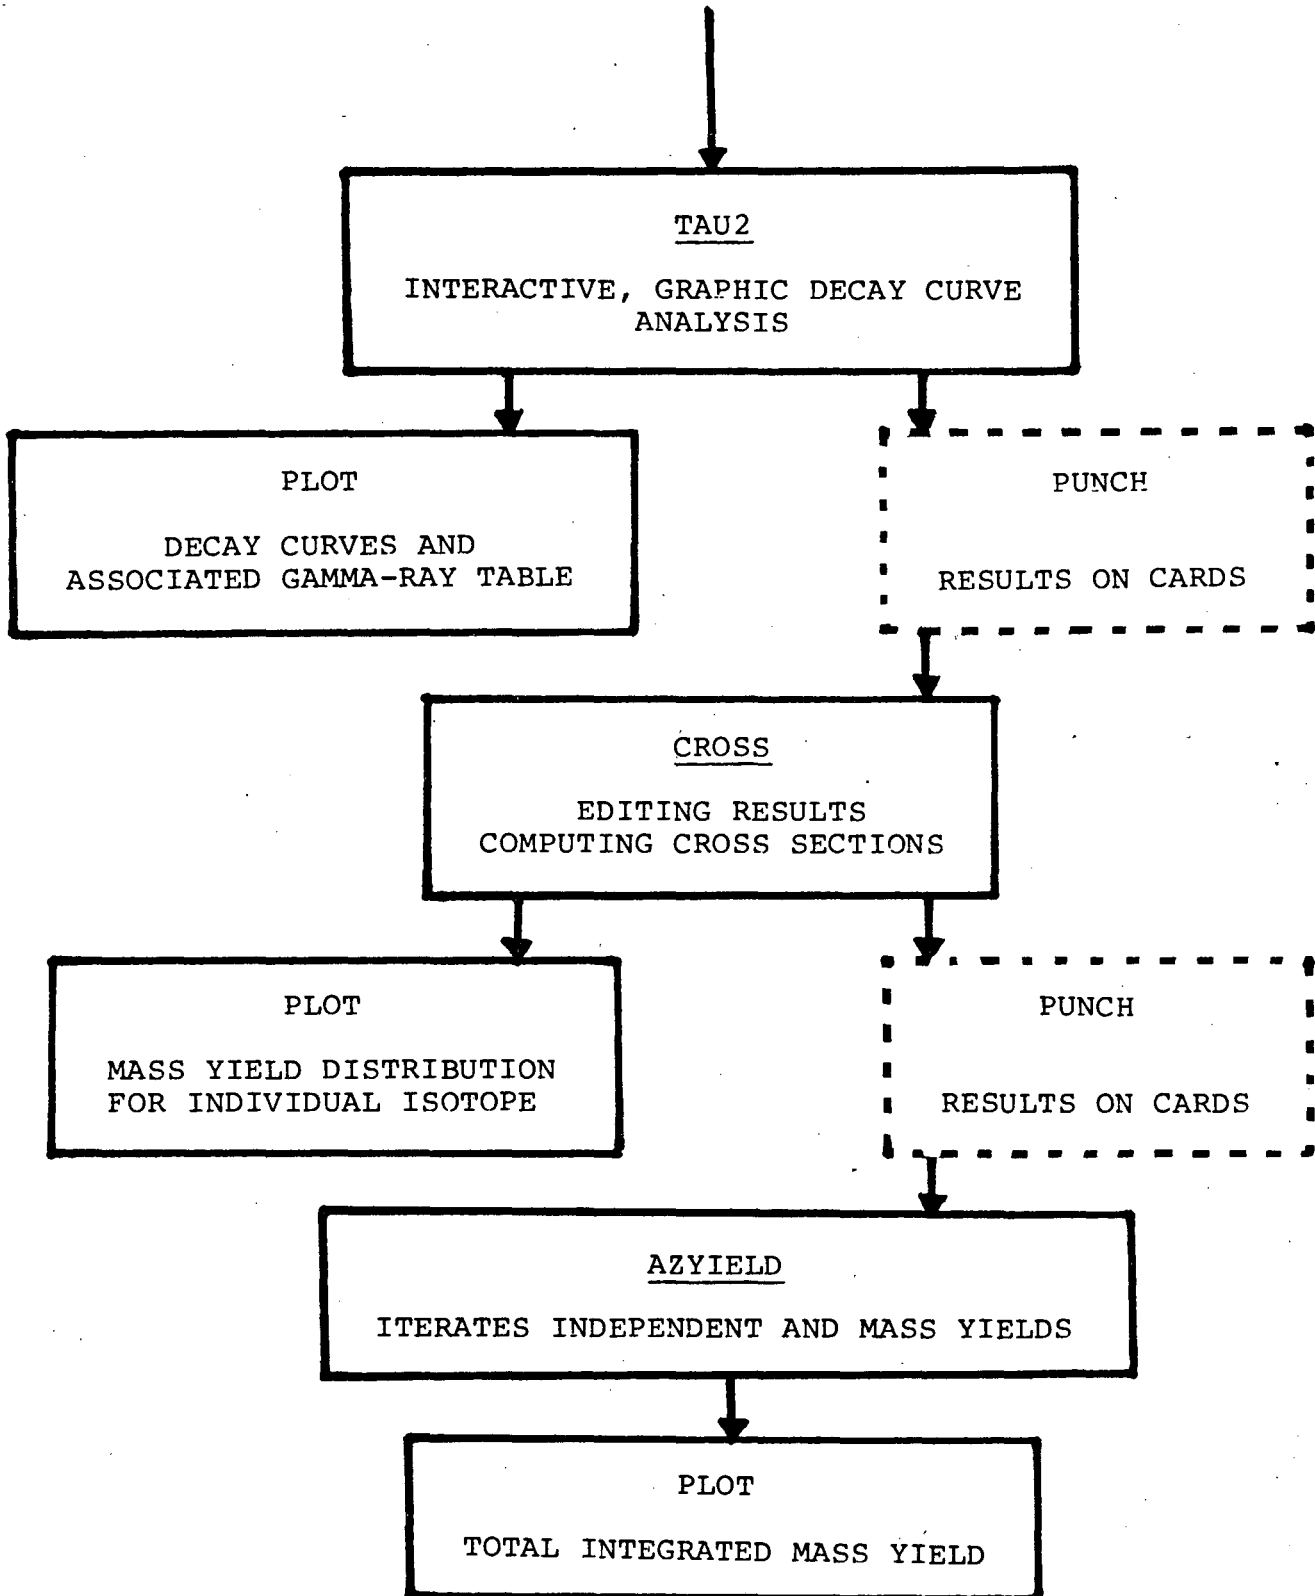 TAU2
INTERACTIVE, GRAPHIC DECAY CURVE
ANALYSIS
PLOT
DECAY CURVES AND
ASSOCIATED GAMMA-RAY TABLE
PUNCH
RESULTS ON CARDS
CROSS
EDITING RESULTS
COMPUTING CROSS SECTIONS
PLOT
MASS YIELD DISTRIBUTION
FOR INDIVIDUAL ISOTOPE
PUNCH
RESULTS ON CARDS
AZYIELD
ITERATES INDEPENDENT AND MASS YIELDS
PLOT
TOTAL INTEGRATED MASS YIELD